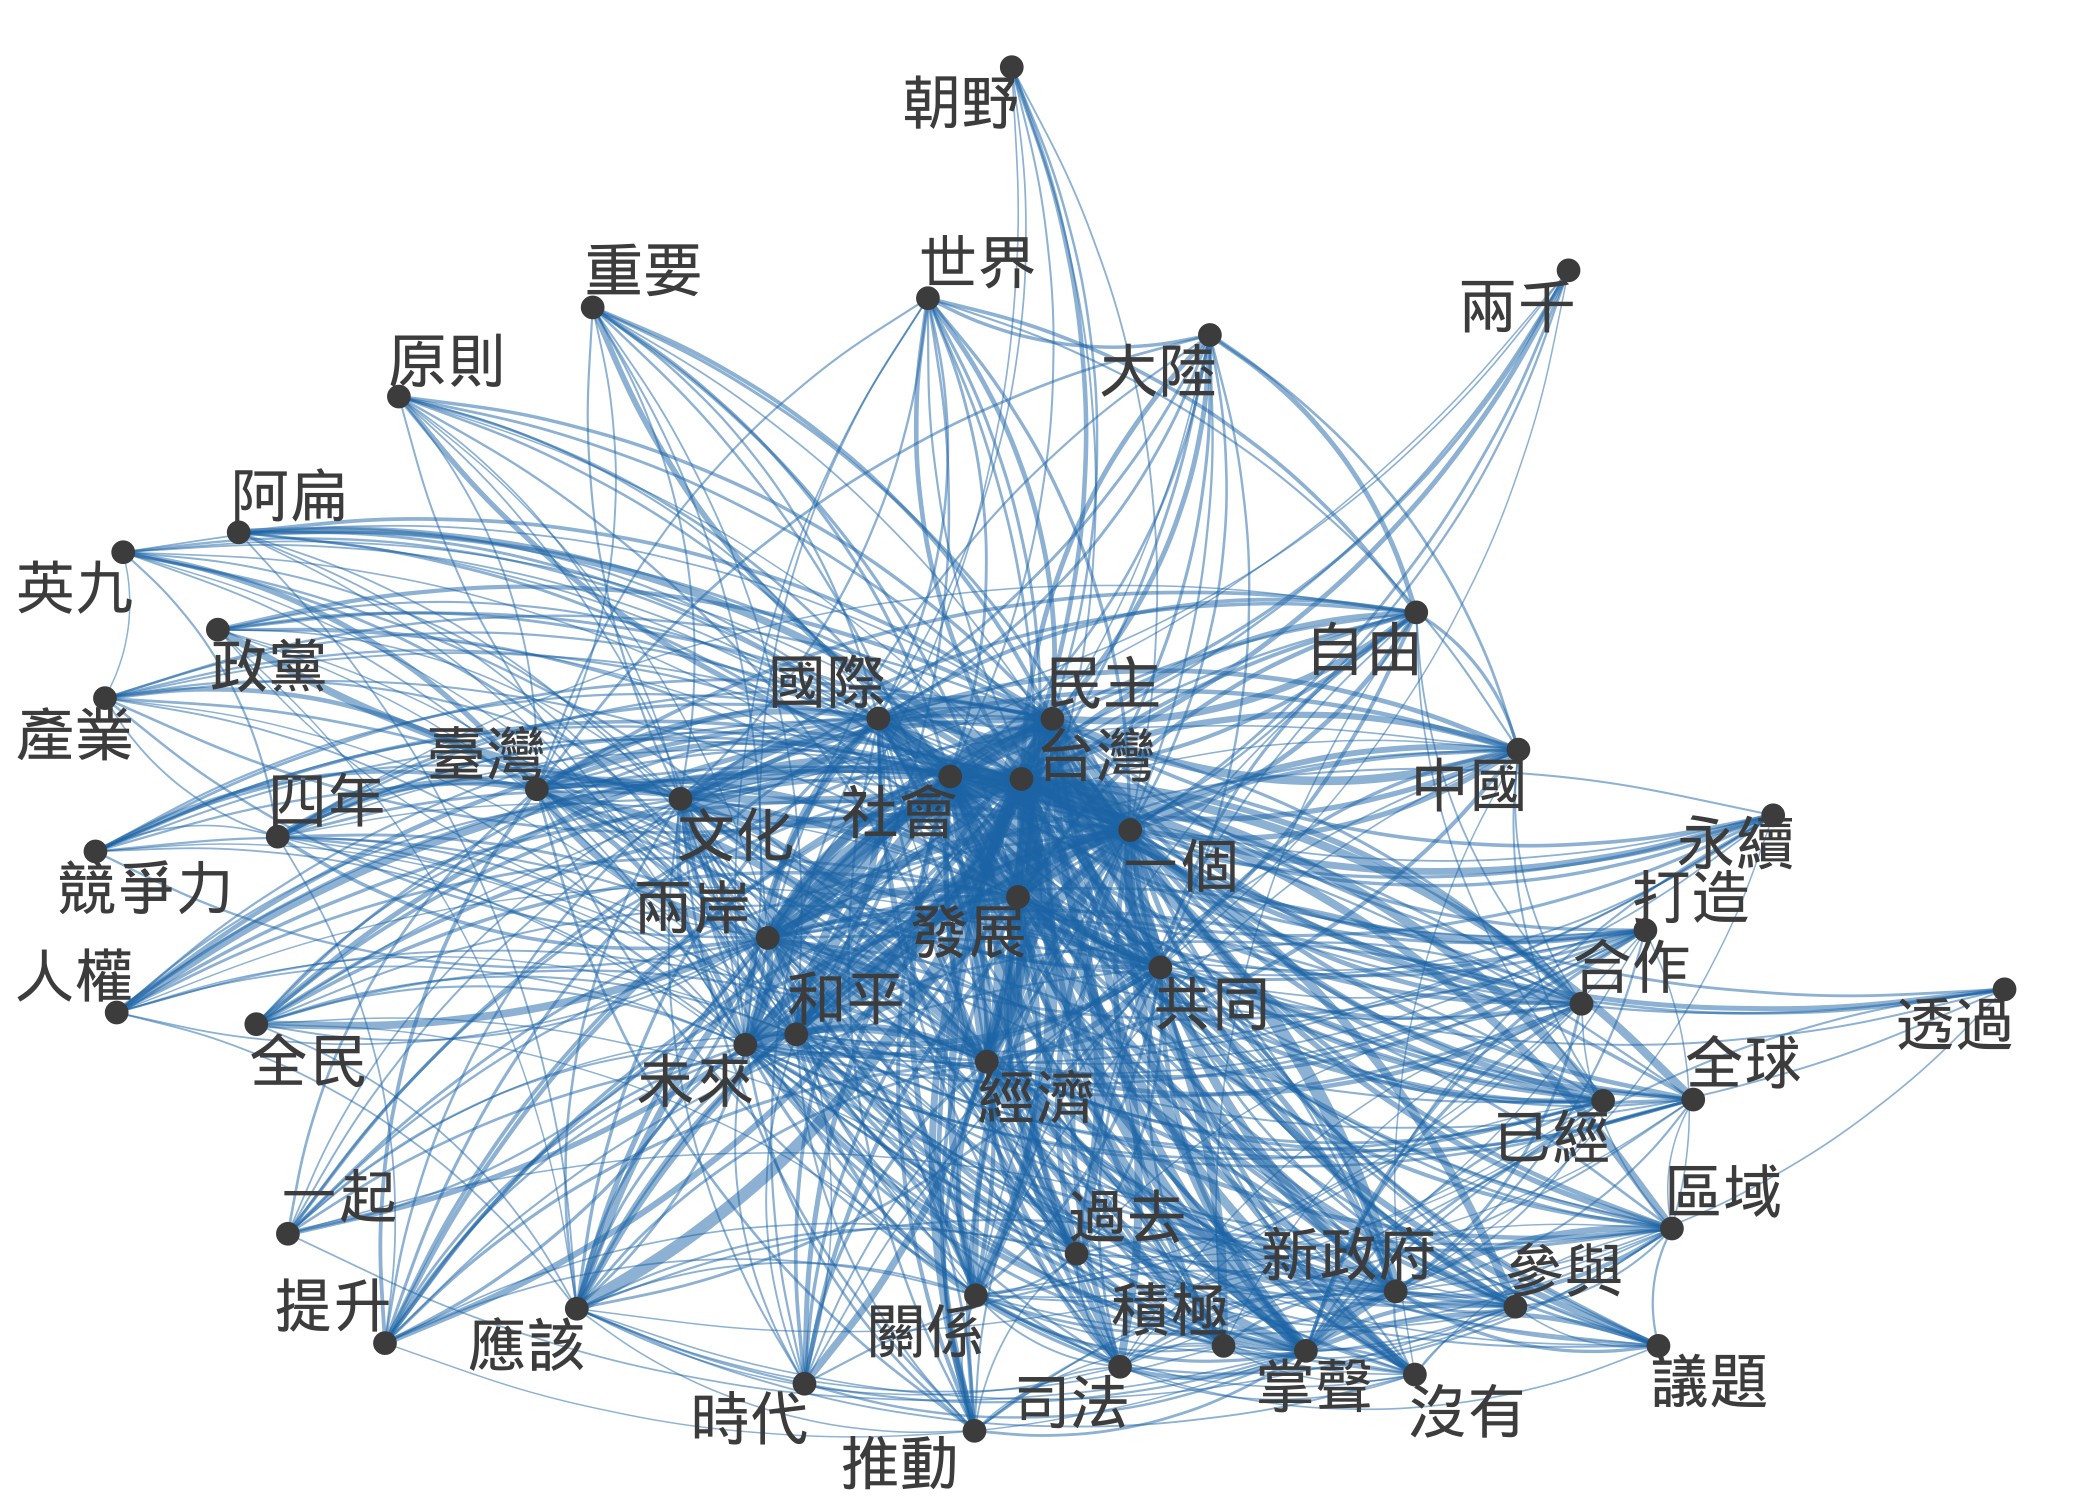 朝野
世界
重要
兩千
原則
大陸
阿扁
英九
自由
政黨
國際
民主
產業
臺灣
台灣
四年
中國
社會
文化
一個
永續
競爭力
兩岸
打造
發展
合作
人權
和平
共同
透過
全民
未來
全球
經濟
已經
一起
區域
過去
新政府
參與
提升
積極
應該
關係
掌聲
議題
時代
司法
沒有
推動